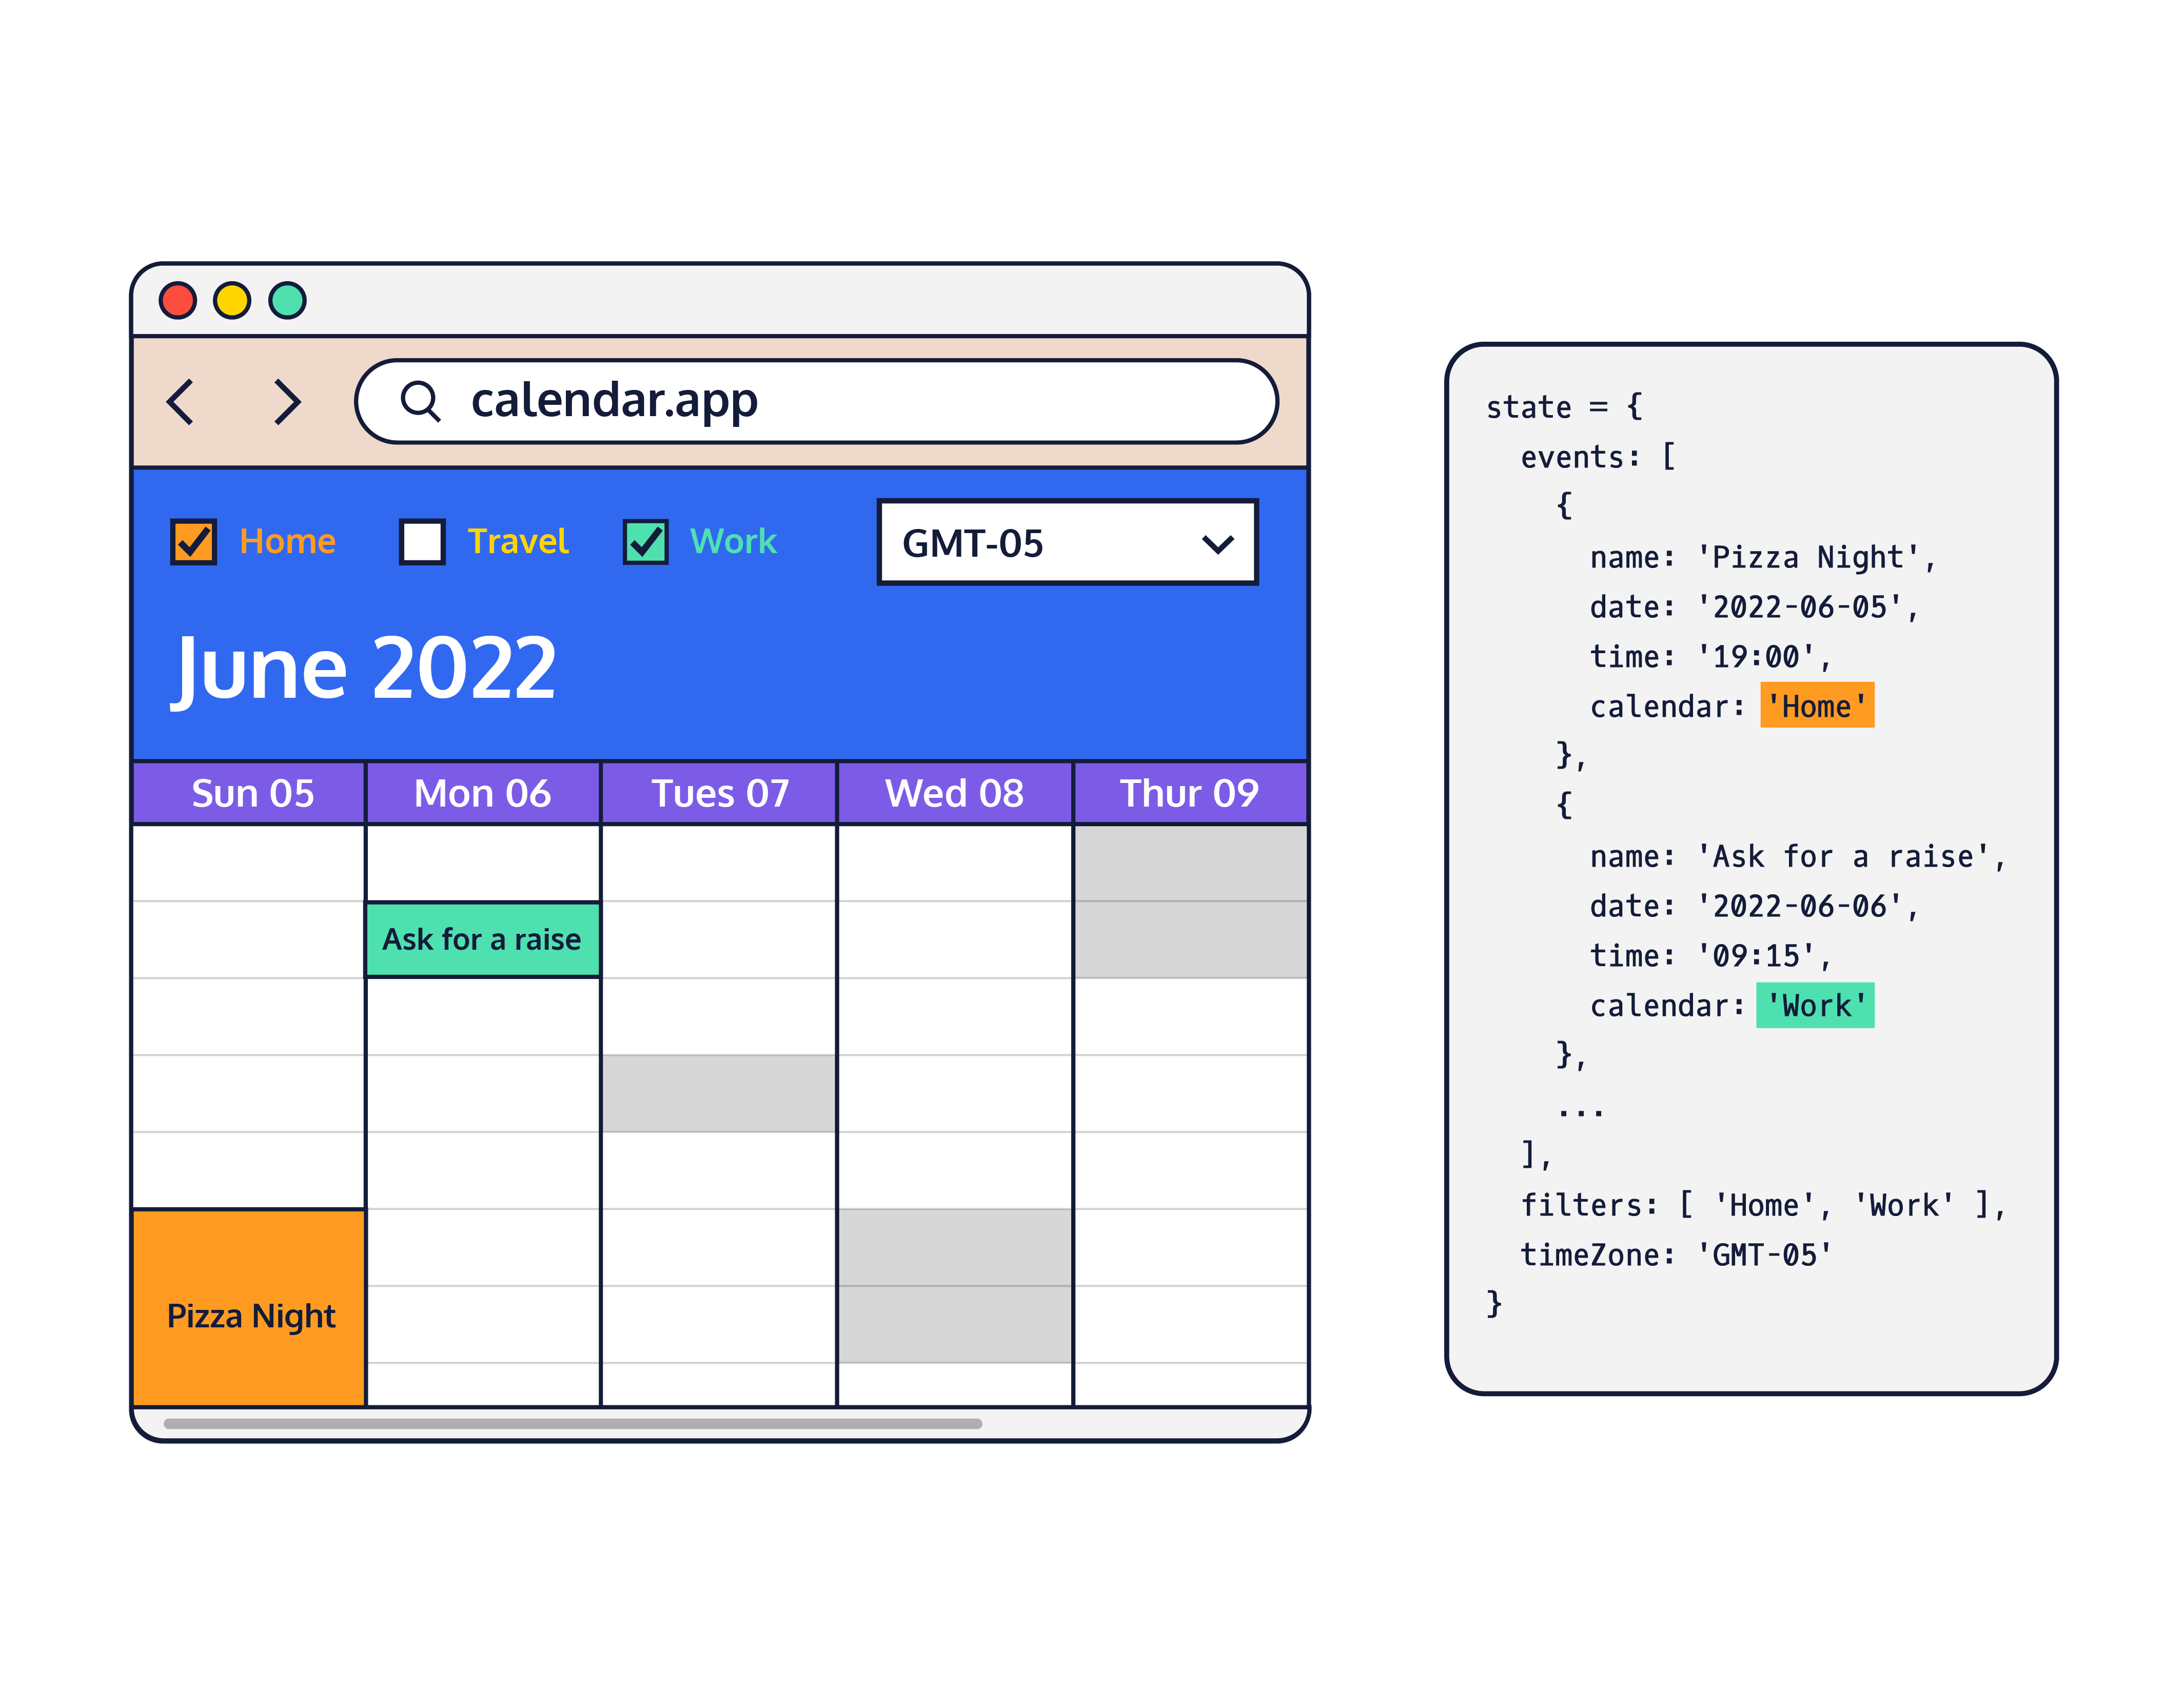 calendar.app
Home Travel Work GMT-05
June 2022
Sun 05 Mon 06 Tues 07 Wed 08 Thur 09
Ask for a raise
Pizza Night
state = {
events: [
{
name: 'Pizza Night',
date: '2022-06-05',
time: '19:00',
calendar: 'Home'
},
{
name: 'Ask for a raise',
date: '2022-06-06',
time: '09:15',
calendar: 'Work'
},
...
],
filters: [ 'Home', 'Work' ],
timeZone: 'GMT-05'
}